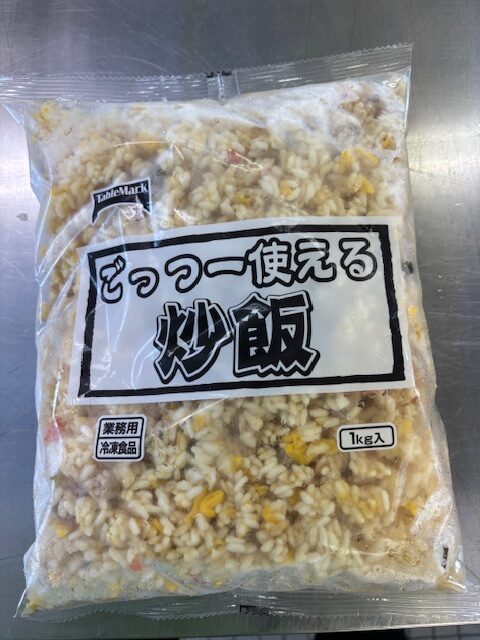 TableMark
ごっつー使える
炒飯
業務用
冷凍食品
1kg入